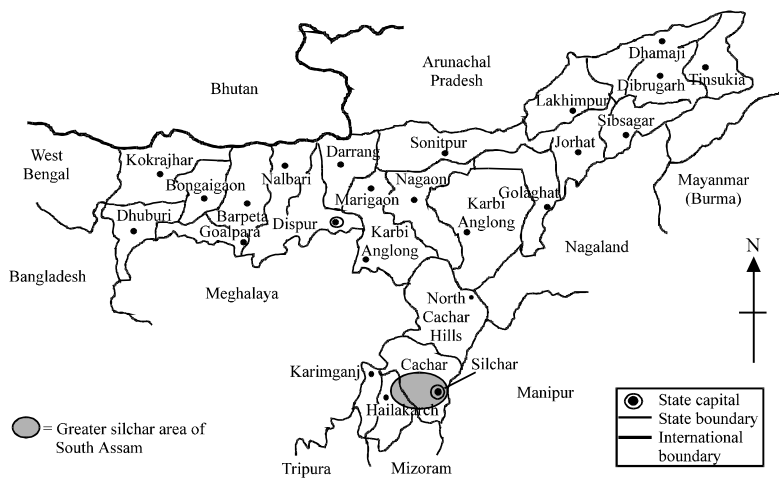 Bhutan
Arunachal
Pradesh
Dhamaji
Dibrugarh
Tinsukia
Lakhimpur
Sibsagar
West
Bengal
Kokrajhar
Bongaigaon
Nalbari
Darrang
Sonitpur
Jorhat
Mayanmar
(Burma)
Dhuburi
Barpeta
Goalpara
Dispur
Marigaon
Nagaon
Karbi
Anglong
Golaghat
Karbi
Anglong
Nagaland
Bangladesh
Meghalaya
N
North
Cachar
Hills
Karimganj
Cachar
Silchar
Hailakarch
Manipur
Tripura
Mizoram
= Greater silchar area of
South Assam
State capital
State boundary
International
boundary